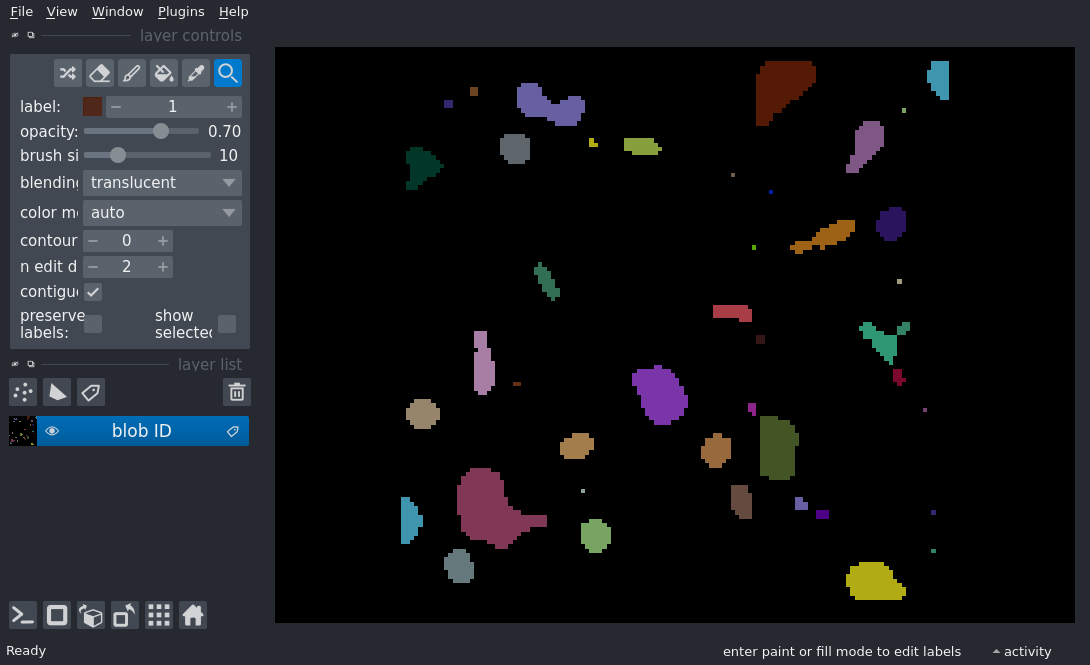 File View Window Plugins Help
layer controls
label: 1
opacity: 0.70
brush si 10
blending translucent
color m auto
contour 0
n edit d 2
contigu
preserve labels: show selected
layer list
blob ID
Ready enter paint or fill mode to edit labels activity